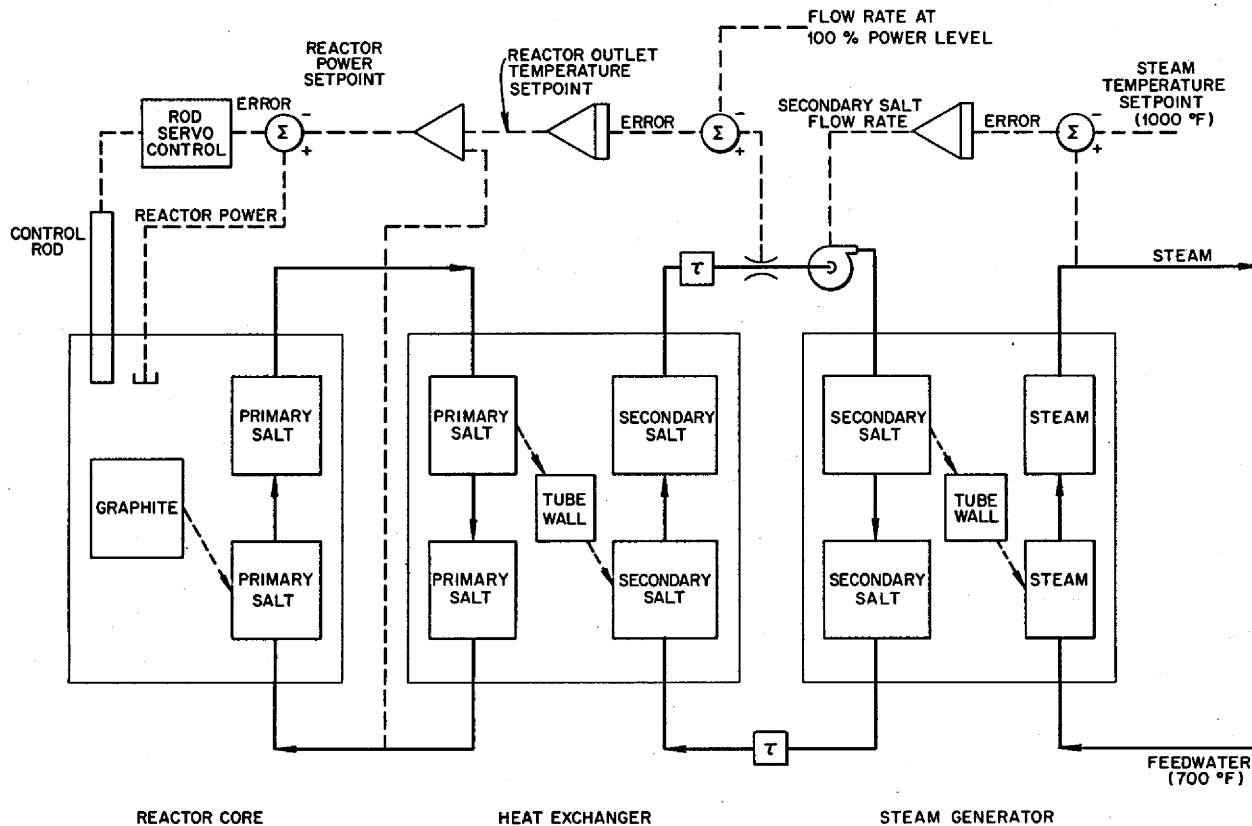 FLOW RATE AT
100 % POWER LEVEL
REACTOR
POWER
SETPOINT
REACTOR OUTLET
TEMPERATURE
SETPOINT
STEAM
TEMPERATURE
SETPOINT
(1000 °F)
SECONDARY SALT
FLOW RATE
ROD
SERVO
CONTROL
ERROR
Σ
-
+
ERROR
Σ
-
+
ERROR
Σ
-
+
REACTOR POWER
CONTROL
ROD
τ
STEAM
PRIMARY
SALT
PRIMARY
SALT
SECONDARY
SALT
SECONDARY
SALT
STEAM
GRAPHITE
TUBE
WALL
TUBE
WALL
PRIMARY
SALT
PRIMARY
SALT
SECONDARY
SALT
SECONDARY
SALT
STEAM
τ
FEEDWATER
(700 °F)
REACTOR CORE
HEAT EXCHANGER
STEAM GENERATOR